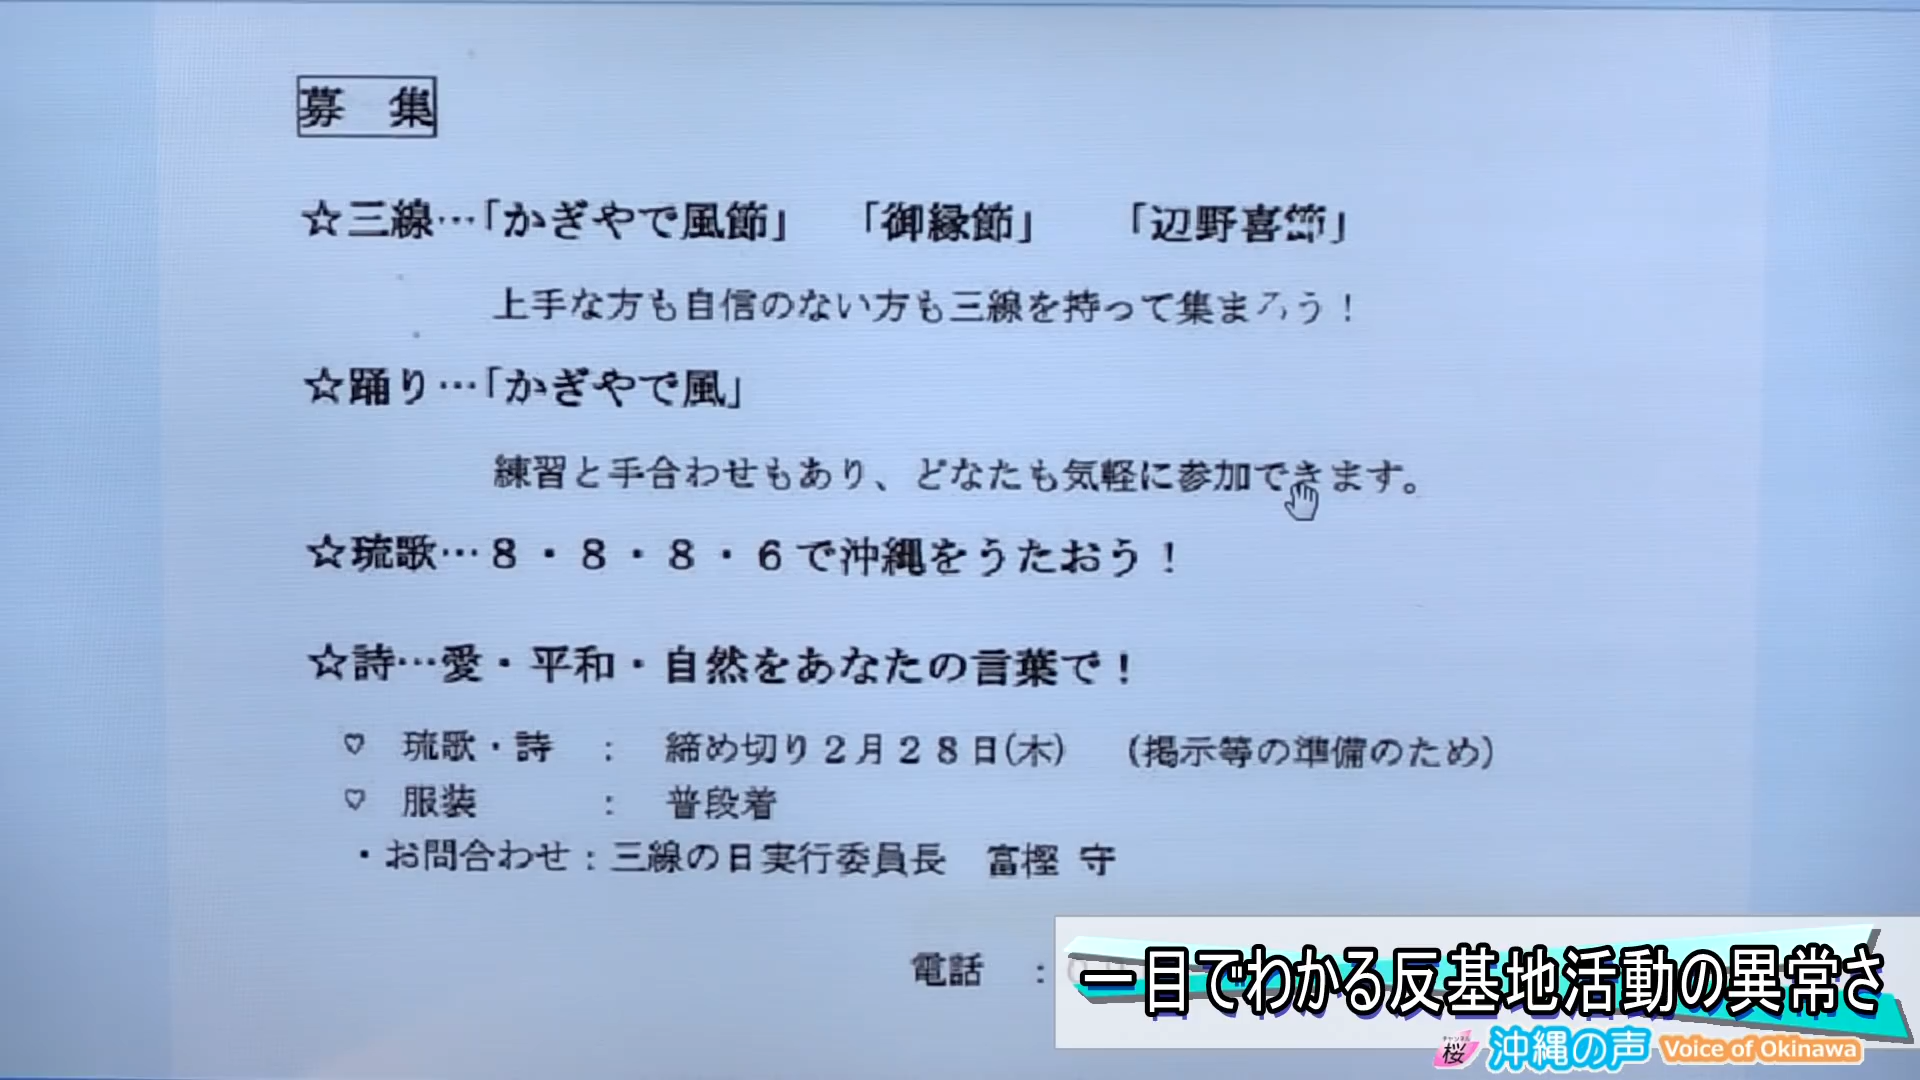 募　集
☆三線…「かぎやで風節」　「御縁節」　「辺野喜節」
上手な方も自信のない方も三線を持って集まろう！
☆踊り…「かぎやで風」
練習と手合わせもあり、どなたも気軽に参加できます。
☆琉歌…８・８・８・６で沖縄をうたおう！
☆詩…愛・平和・自然をあなたの言葉で！
♡　琉歌・詩　：　締め切り２月２８日(木)　（掲示等の準備のため）
♡　服装　：　普段着
・お問合わせ：三線の日実行委員長　富樫 守
電話　：
一目でわかる反基地活動の異常さ
チャンネル桜 沖縄の声 Voice of Okinawa